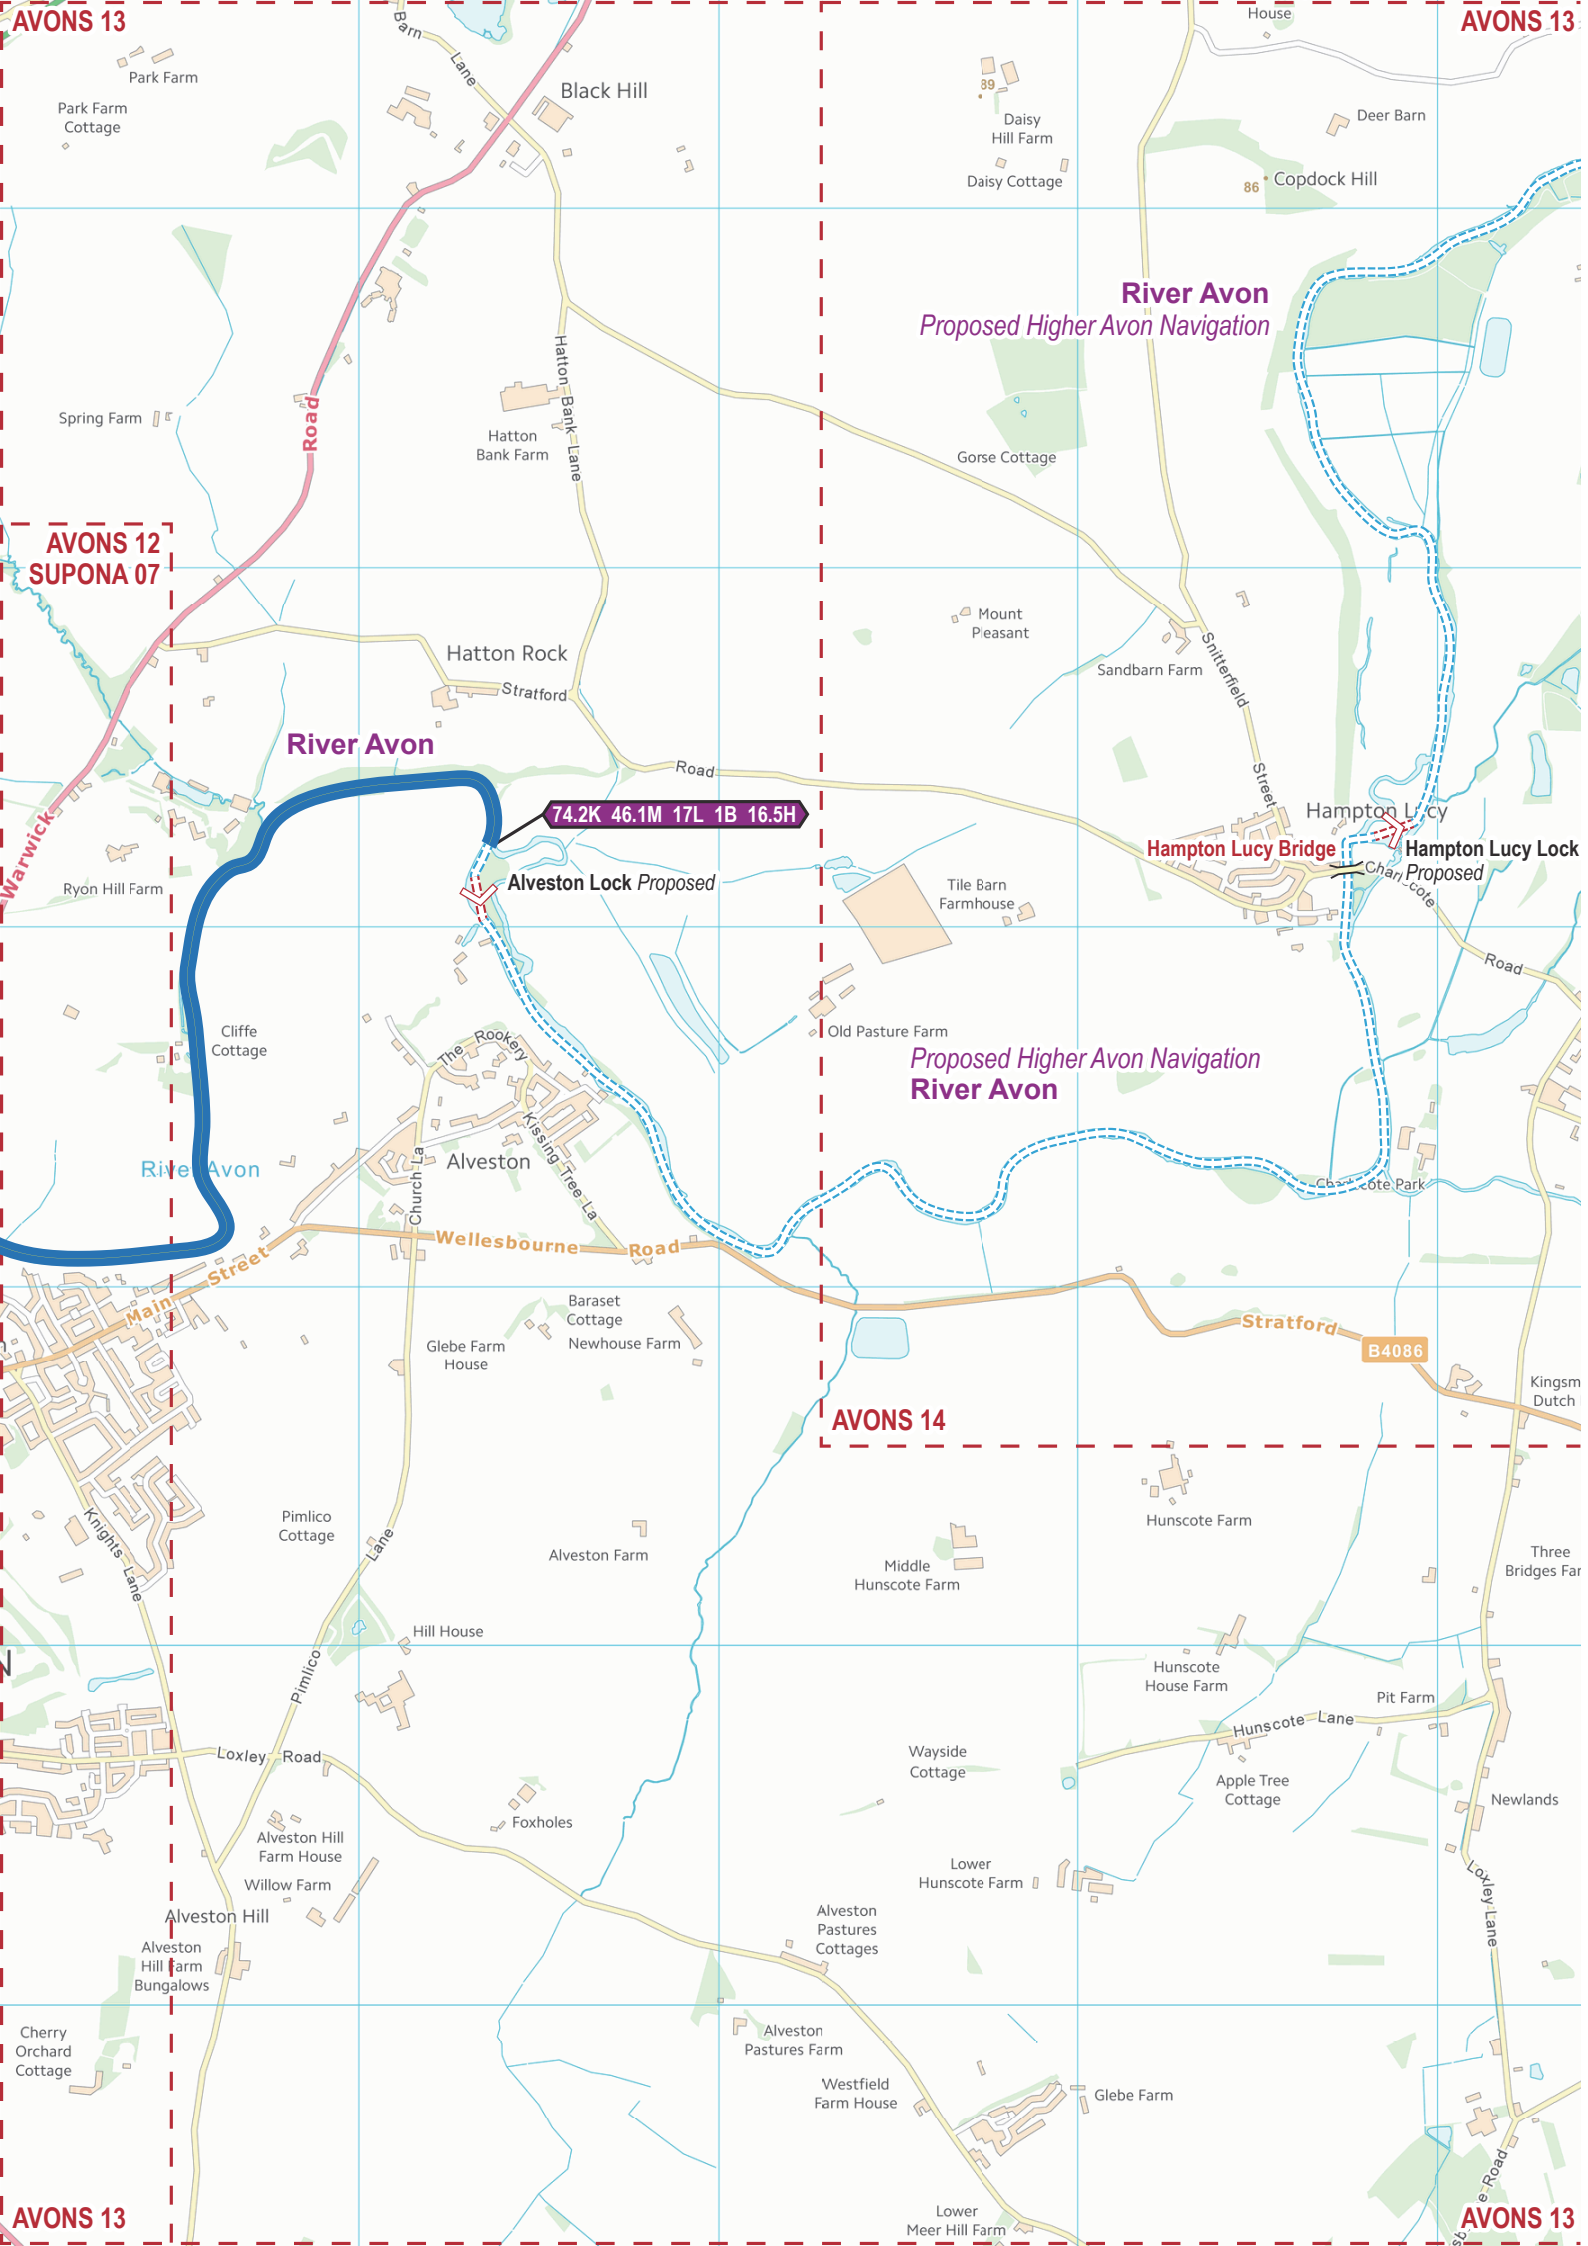 AVONS 13
AVONS 13
House
Barn
Lane
Park Farm
Park Farm
Cottage
Black Hill
89
Daisy
Hill Farm
Daisy Cottage
Deer Barn
86
Copdock Hill
River Avon
Proposed Higher Avon Navigation
Spring Farm
Road
Hatton Bank Lane
Hatton
Bank Farm
Gorse Cottage
AVONS 12
SUPONA 07
Mount
Pleasant
Hatton Rock
Stratford
Sandbarn Farm
Snitterfield
Street
River Avon
Road
74.2K 46.1M 17L 1B 16.5H
Hampton Lucy
Hampton Lucy Bridge
Hampton Lucy Lock
Proposed
Charlecote
Road
Warwick
Ryon Hill Farm
Alveston Lock Proposed
Tile Barn
Farmhouse
Cliffe
Cottage
The Rookery
Old Pasture Farm
Proposed Higher Avon Navigation
River Avon
River Avon
Alveston
Church La
Kissing Tree La
Charlecote Park
Wellesbourne Road
Main Street
Baraset
Cottage
Newhouse Farm
Glebe Farm
House
Stratford
B4086
Kingsm
Dutch
AVONS 14
Knights Lane
Pimlico
Cottage
Lane
Alveston Farm
Hunscote Farm
Middle
Hunscote Farm
Three
Bridges Far
Hill House
N
Pimlico
Hunscote
House Farm
Pit Farm
Hunscote Lane
Loxley Road
Wayside
Cottage
Apple Tree
Cottage
Newlands
Foxholes
Alveston Hill
Farm House
Willow Farm
Lower
Hunscote Farm
Loxley Lane
Alveston Hill
Alveston
Pastures
Cottages
Alveston
Hill Farm
Bungalows
Cherry
Orchard
Cottage
Alveston
Pastures Farm
Westfield
Farm House
Glebe Farm
Lower
Meer Hill Farm
e Road
AVONS 13
AVONS 13